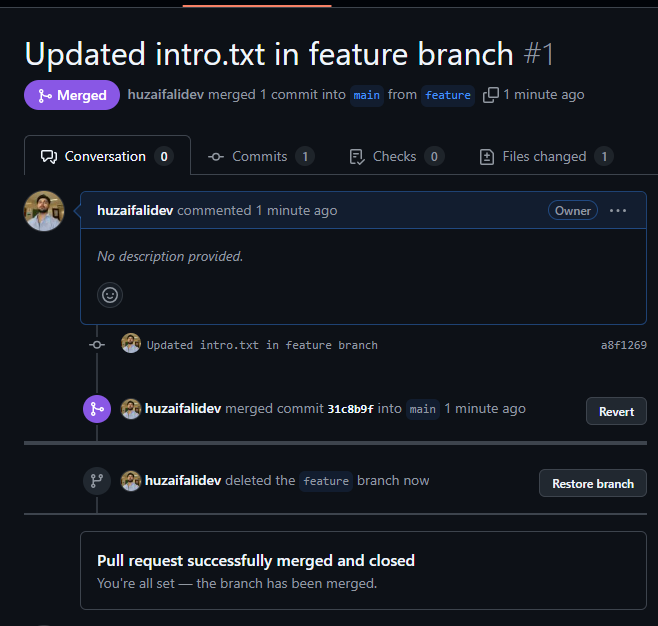 Updated intro.txt in feature branch #1
Merged huzaifalidev merged 1 commit into main from feature 1 minute ago
Conversation 0 Commits 1 Checks 0 Files changed 1
huzaifalidev commented 1 minute ago Owner
No description provided.
Updated intro.txt in feature branch a8f1269
huzaifalidev merged commit 31c8b9f into main 1 minute ago Revert
huzaifalidev deleted the feature branch now Restore branch
Pull request successfully merged and closed
You're all set — the branch has been merged.